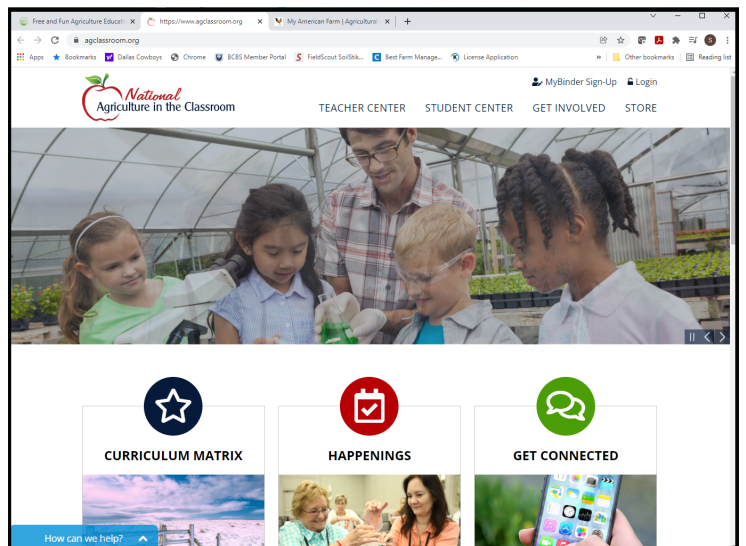 Free and Fun Agriculture Educati
https://www.agclassroom.org
My American Farm | Agricultural
agclassroom.org
S
Apps
Bookmarks
Dallas Cowboys
Chrome
BCBS Member Portal
S
FieldScout SoilStik...
C
Best Farm Manage...
License Application
»
Other bookmarks
Reading list
MyBinder Sign-Up
Login
National
Agriculture in the Classroom
TEACHER CENTER
STUDENT CENTER
GET INVOLVED
STORE
CURRICULUM MATRIX
HAPPENINGS
GET CONNECTED
How can we help?